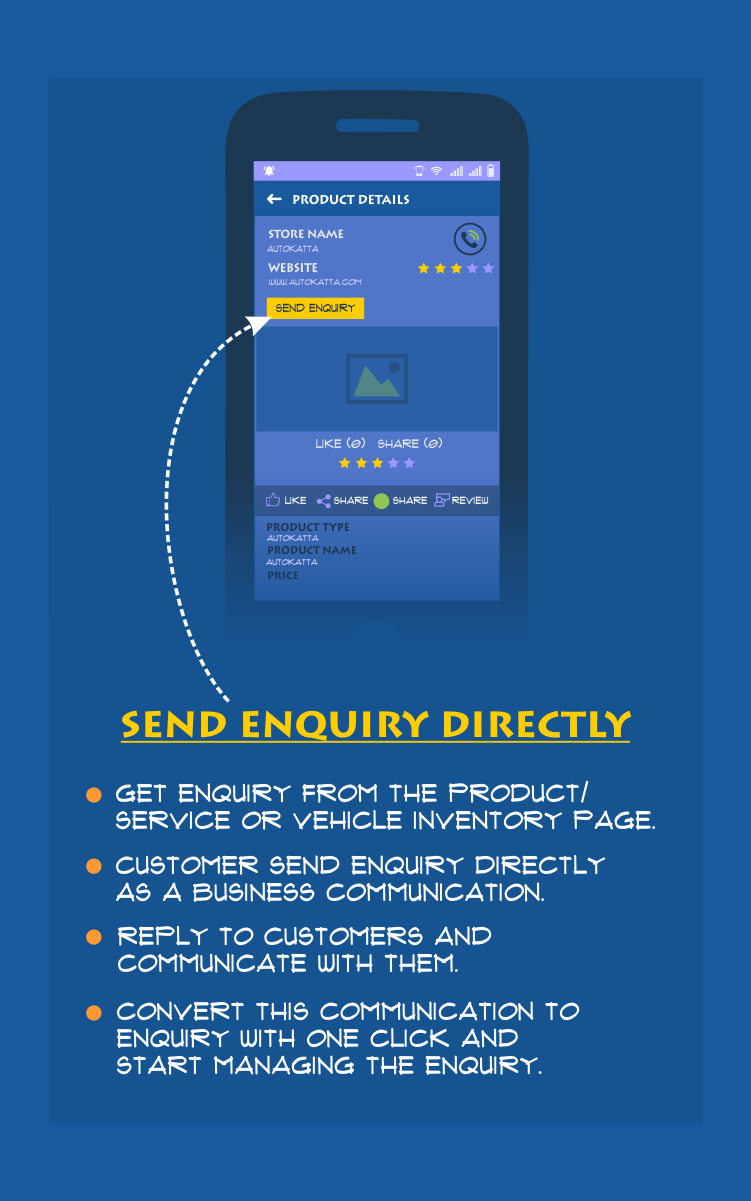 PRODUCT DETAILS
STORE NAME
AUTOKATTA
WEBSITE
WWW.AUTOKATTA.COM
SEND ENQUIRY
LIKE (0) SHARE (0)
LIKE SHARE SHARE REVIEW
PRODUCT TYPE
AUTOKATTA
PRODUCT NAME
AUTOKATTA
PRICE
SEND ENQUIRY DIRECTLY
GET ENQUIRY FROM THE PRODUCT/
SERVICE OR VEHICLE INVENTORY PAGE.
CUSTOMER SEND ENQUIRY DIRECTLY
AS A BUSINESS COMMUNICATION.
REPLY TO CUSTOMERS AND
COMMUNICATE WITH THEM.
CONVERT THIS COMMUNICATION TO
ENQUIRY WITH ONE CLICK AND
START MANAGING THE ENQUIRY.